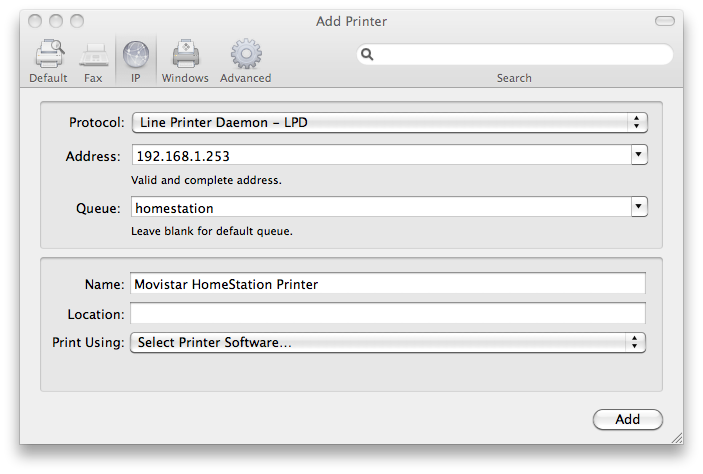 Add Printer
Default Fax IP Windows Advanced Search
Protocol: Line Printer Daemon – LPD
Address: 192.168.1.253
Valid and complete address.
Queue: homestation
Leave blank for default queue.
Name: Movistar HomeStation Printer
Location:
Print Using: Select Printer Software...
Add